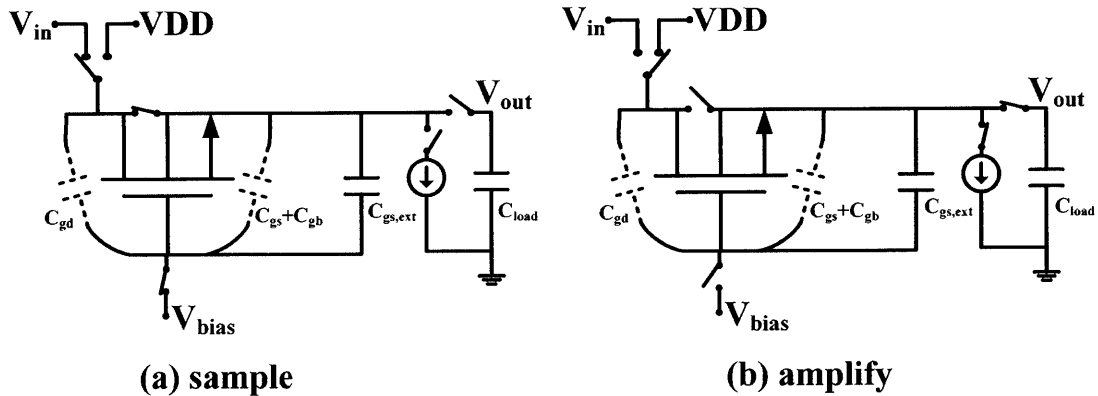 Vin VDD
Vout
Cgd
Cgs+Cgb
Cgs,ext
Cload
Vbias
(a) sample
Vin VDD
Vout
Cgd
Cgs+Cgb
Cgs,ext
Cload
Vbias
(b) amplify